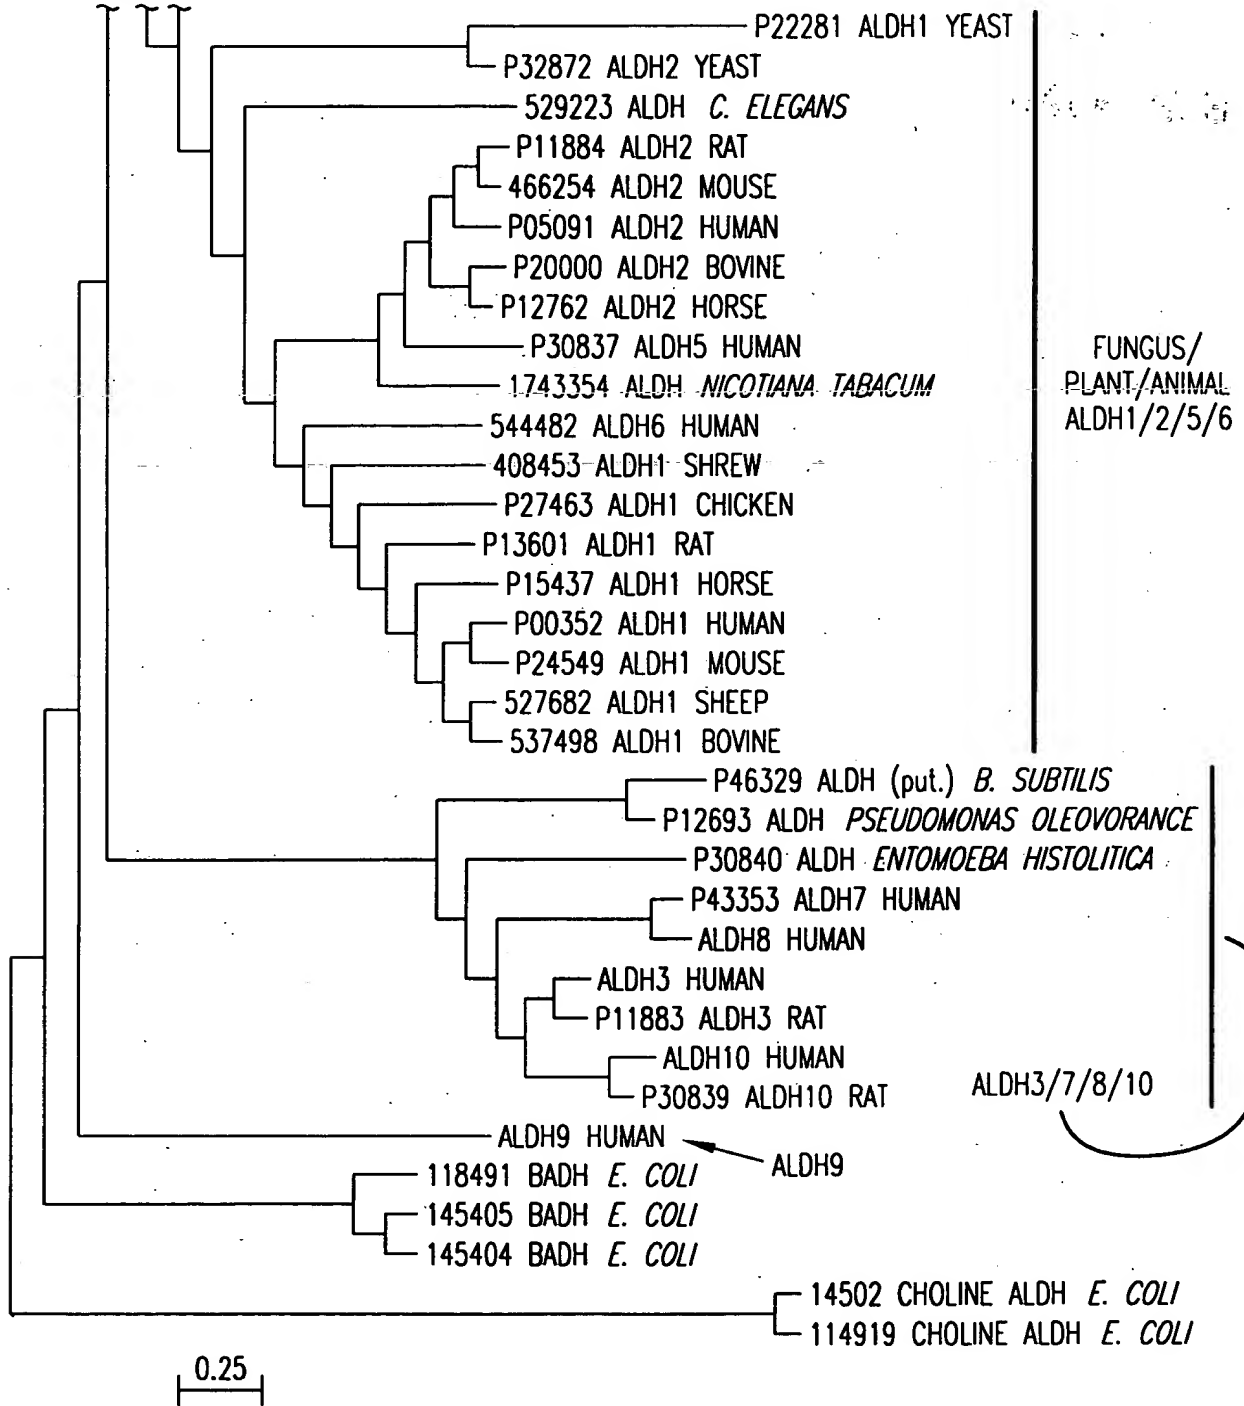 P22281 ALDH1 YEAST
P32872 ALDH2 YEAST
529223 ALDH C. ELEGANS
P11884 ALDH2 RAT
466254 ALDH2 MOUSE
P05091 ALDH2 HUMAN
P20000 ALDH2 BOVINE
P12762 ALDH2 HORSE
P30837 ALDH5 HUMAN
1743354 ALDH NICOTIANA TABACUM
544482 ALDH6 HUMAN
408453 ALDH1 SHREW
P27463 ALDH1 CHICKEN
P13601 ALDH1 RAT
P15437 ALDH1 HORSE
P00352 ALDH1 HUMAN
P24549 ALDH1 MOUSE
527682 ALDH1 SHEEP
537498 ALDH1 BOVINE
FUNGUS/
PLANT/ANIMAL
ALDH1/2/5/6
P46329 ALDH (put.) B. SUBTILIS
P12693 ALDH PSEUDOMONAS OLEOVORANCE
P30840 ALDH ENTOMOEBA HISTOLITICA
P43353 ALDH7 HUMAN
ALDH8 HUMAN
ALDH3 HUMAN
P11883 ALDH3 RAT
ALDH10 HUMAN
P30839 ALDH10 RAT
ALDH3/7/8/10
ALDH9 HUMAN
ALDH9
118491 BADH E. COLI
145405 BADH E. COLI
145404 BADH E. COLI
14502 CHOLINE ALDH E. COLI
114919 CHOLINE ALDH E. COLI
0.25